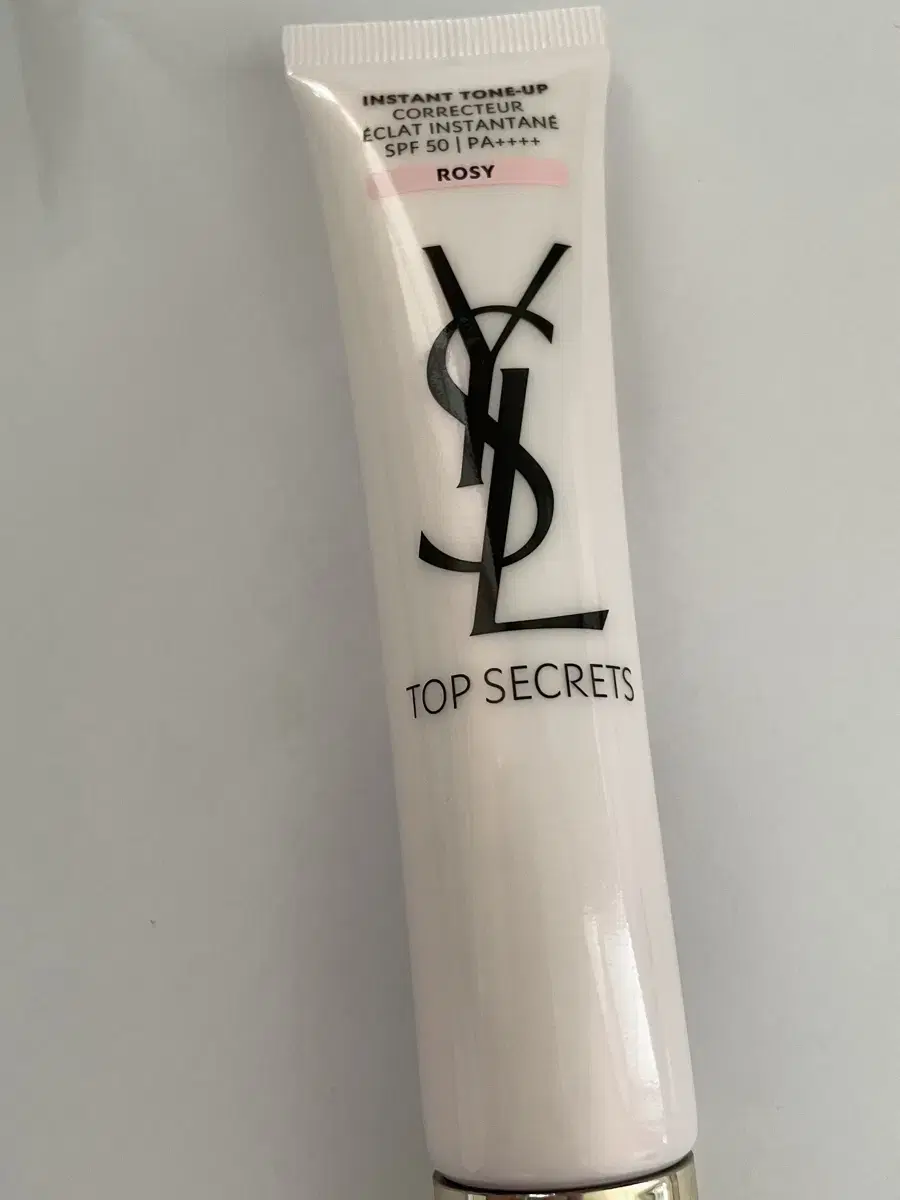 INSTANT TONE-UP
CORRECTEUR
ÉCLAT INSTANTANÉ
SPF 50 | PA++++
ROSY
YSL
TOP SECRETS